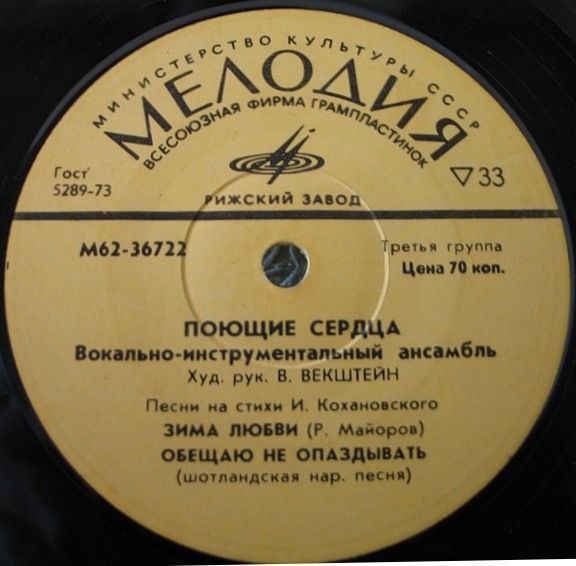 МИНИСТЕРСТВО КУЛЬТУРЫ СССР
МЕЛОДИЯ
ВСЕСОЮЗНАЯ ФИРМА ГРАМПЛАСТИНОК
Гост
5289-73
33
РИЖСКИЙ ЗАВОД
М62-36722
Третья группа
Цена 70 коп.
ПОЮЩИЕ СЕРДЦА
Вокально-инструментальный ансамбль
Худ. рук. В. ВЕКШТЕЙН
Песни на стихи И. Кохановского
ЗИМА ЛЮБВИ (Р. Майоров)
ОБЕЩАЮ НЕ ОПАЗДЫВАТЬ
(шотландская нар. песня)